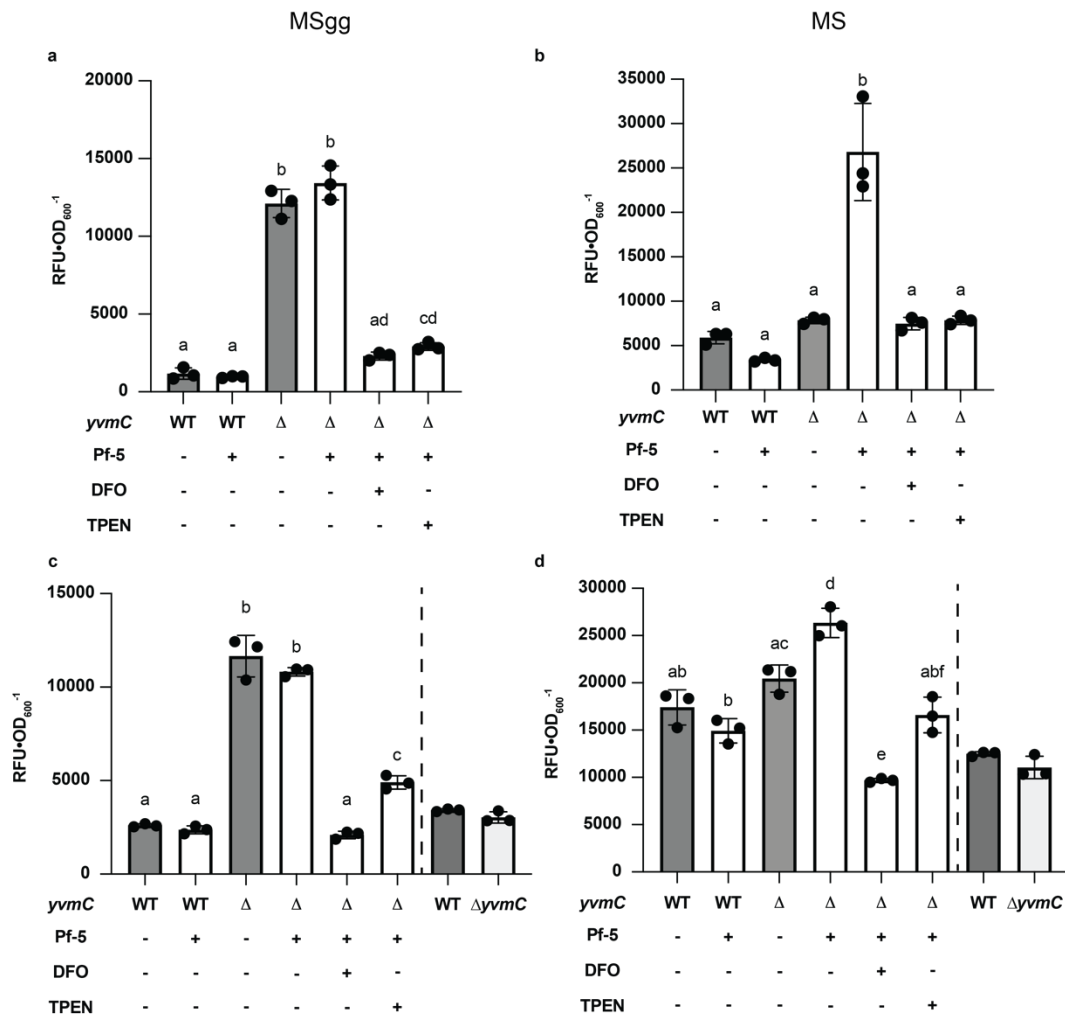 MSgg
MS
a
20000
15000
10000
5000
0
RFU•OD600-1
a
a
b
b
ad
cd
yvmC WT WT Δ Δ Δ Δ
Pf-5 - + - + + +
DFO - - - - + -
TPEN - - - - - +
b
35000
30000
25000
20000
15000
10000
5000
0
RFU•OD600-1
a
a
a
b
a
a
yvmC WT WT Δ Δ Δ Δ
Pf-5 - + - + + +
DFO - - - - + -
TPEN - - - - - +
c
15000
10000
5000
0
RFU•OD600-1
a
a
b
b
a
c
yvmC WT WT Δ Δ Δ Δ WT ΔyvmC
Pf-5 - + - + + +
DFO - - - - + -
TPEN - - - - - +
d
30000
25000
20000
15000
10000
5000
0
RFU•OD600-1
ab
b
ac
d
e
abf
yvmC WT WT Δ Δ Δ Δ WT ΔyvmC
Pf-5 - + - + + +
DFO - - - - + -
TPEN - - - - - +